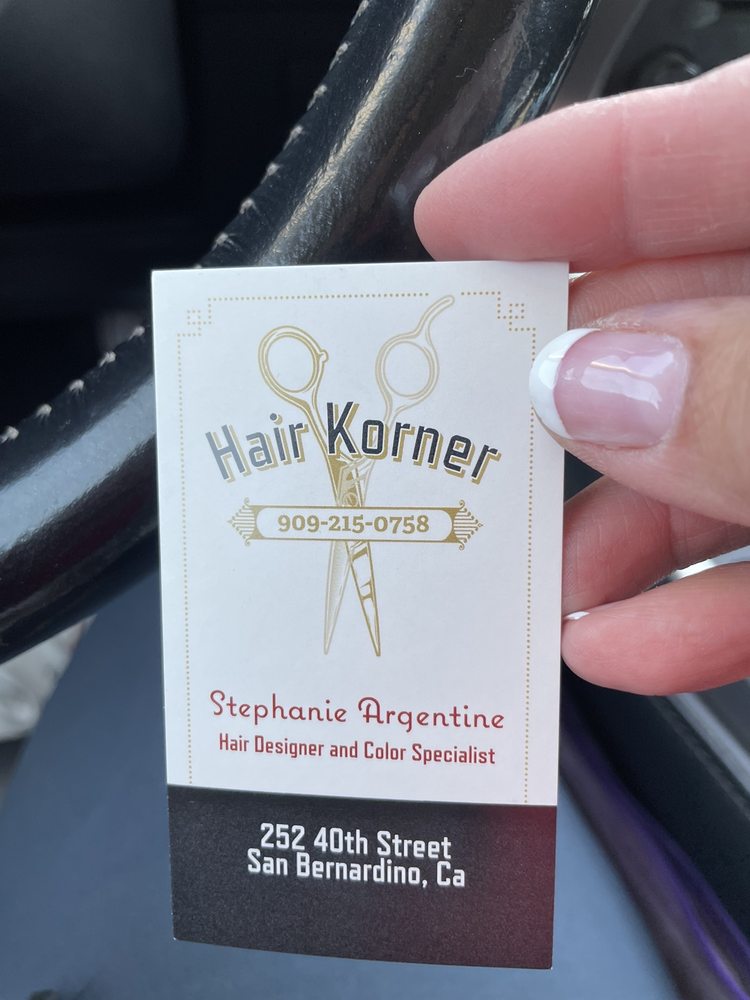 Hair Korner
909-215-0758
Stephanie Argentine
Hair Designer and Color Specialist
252 40th Street
San Bernardino, Ca